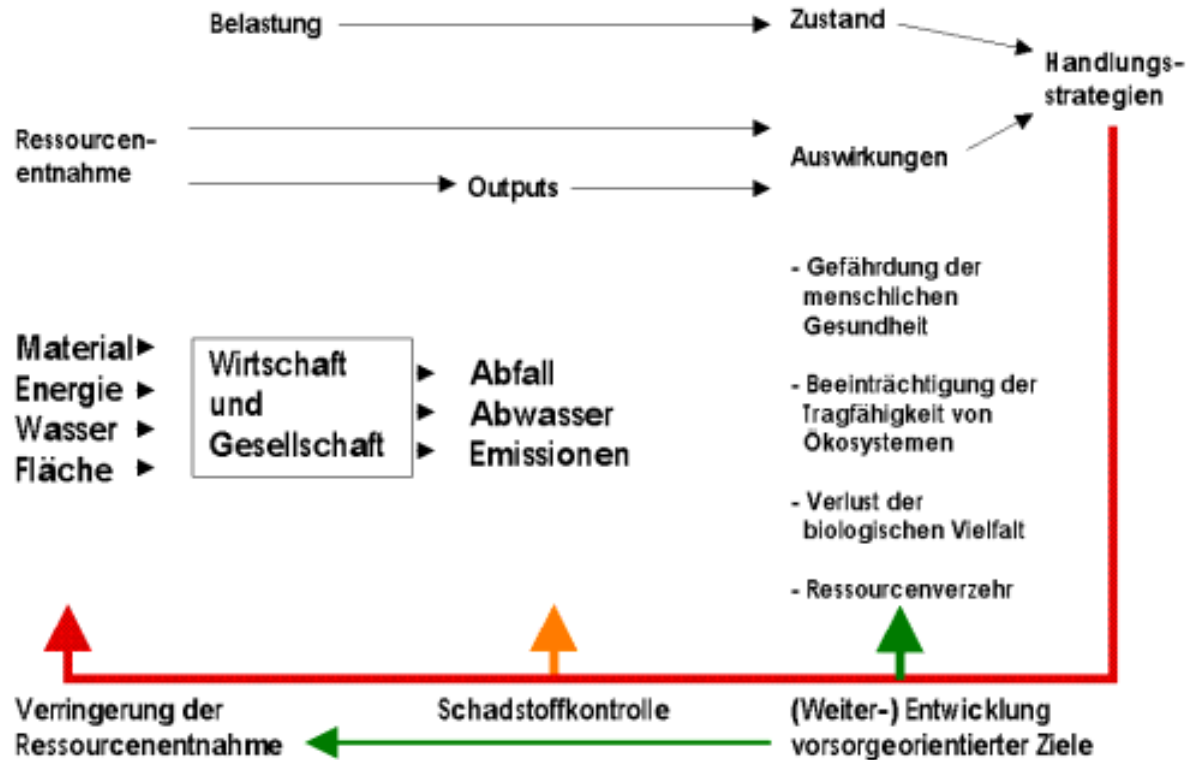 Belastung
Zustand
Handlungs-
strategien
Ressourcen-
entnahme
Outputs
Auswirkungen
Material
Energie
Wasser
Fläche
Wirtschaft
und
Gesellschaft
Abfall
Abwasser
Emissionen
- Gefährdung der
menschlichen
Gesundheit
- Beeinträchtigung der
Tragfähigkeit von
Ökosystemen
- Verlust der
biologischen Vielfalt
- Ressourcenverzehr
Verringerung der
Ressourcenentnahme
Schadstoffkontrolle
(Weiter-) Entwicklung
vorsorgeorientierter Ziele